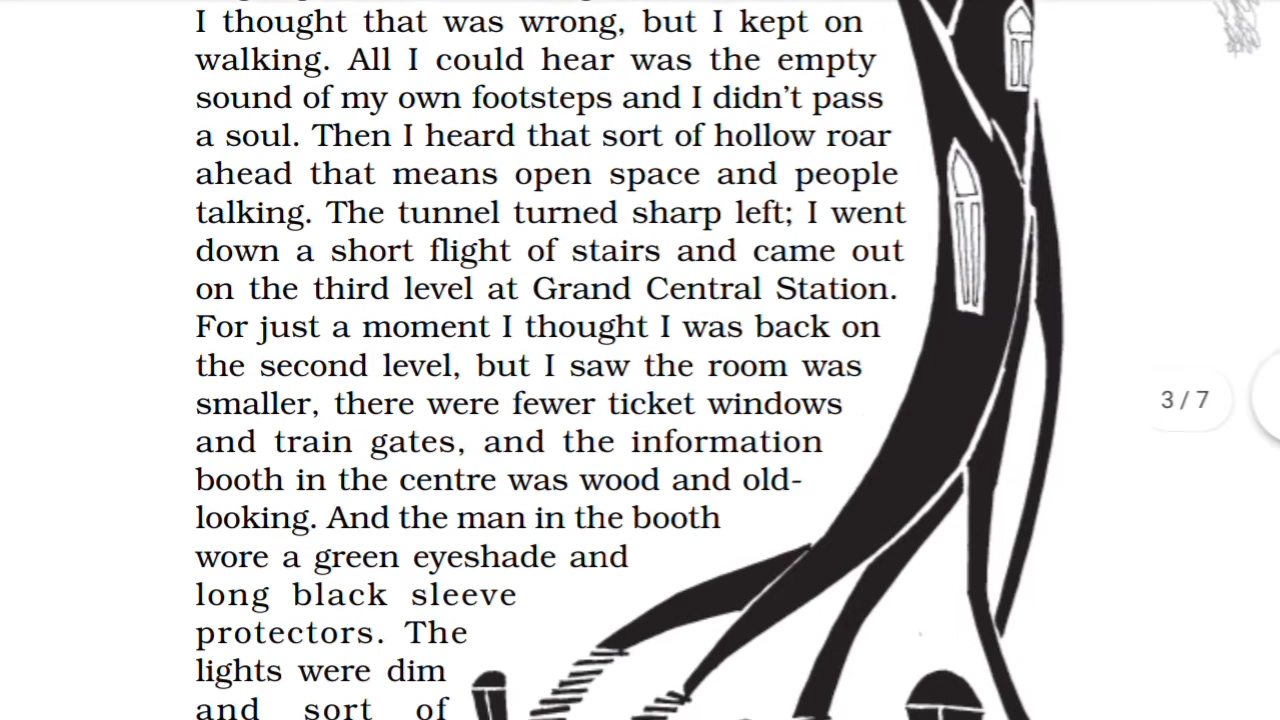 I thought that was wrong, but I kept on
walking. All I could hear was the empty
sound of my own footsteps and I didn't pass
a soul. Then I heard that sort of hollow roar
ahead that means open space and people
talking. The tunnel turned sharp left; I went
down a short flight of stairs and came out
on the third level at Grand Central Station.
For just a moment I thought I was back on
the second level, but I saw the room was
smaller, there were fewer ticket windows
and train gates, and the information
booth in the centre was wood and old-
looking. And the man in the booth
wore a green eyeshade and
long black sleeve
protectors. The
lights were dim
and sort of
3 / 7